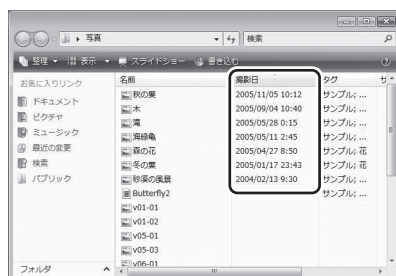 写真
検索
整理 表示 スライドショー 書き込む
お気に入りリンク
ドキュメント
ピクチャ
ミュージック
最近の変更
検索
パブリック
フォルダ
名前 撮影日 タグ サ
秋の葉 2005/11/05 10:12 サンプル; ...
木 2005/09/04 10:40 サンプル; ...
滝 2005/05/28 0:15 サンプル; ...
海緑亀 2005/05/11 2:45 サンプル; ...
森の花 2005/04/27 8:50 サンプル; 花
冬の葉 2005/01/17 23:43 サンプル; 花
砂漠の風景 2004/02/13 9:30 サンプル; ...
Butterfly2
v01-01
v01-02
v05-01
v05-03
v06-01